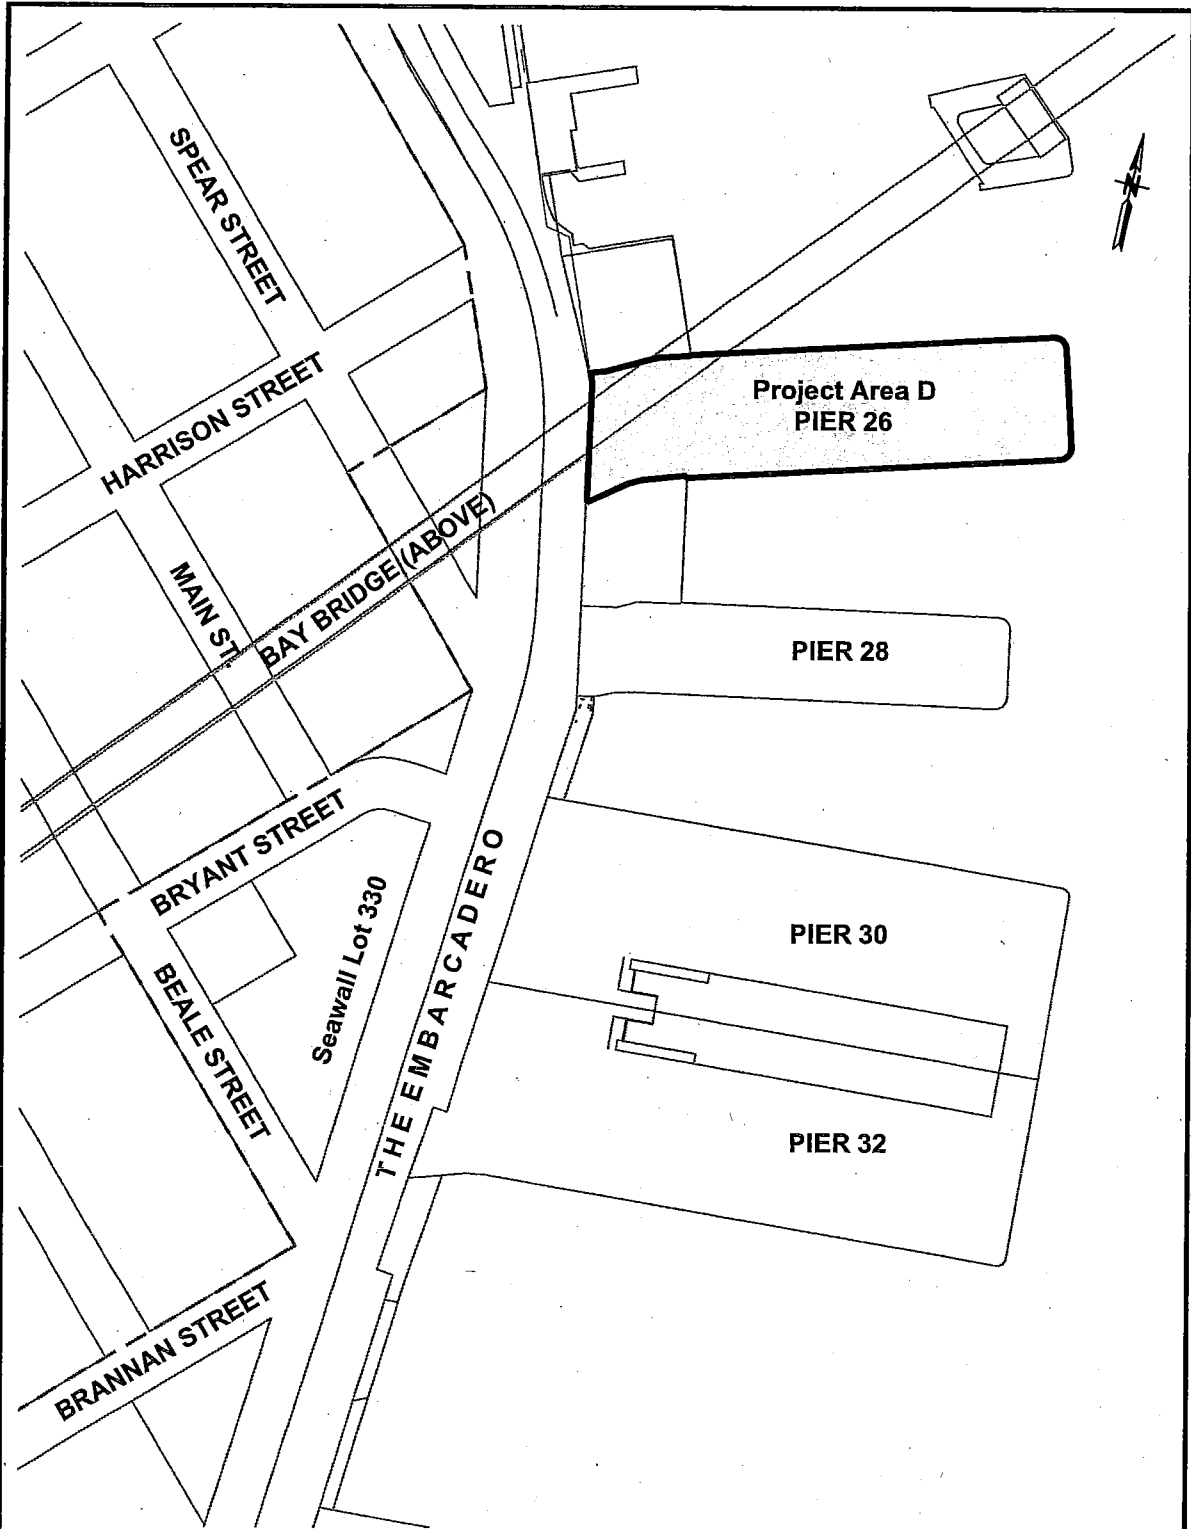 SPEAR STREET
N
HARRISON STREET
Project Area D
PIER 26
MAIN ST.
BAY BRIDGE (ABOVE)
PIER 28
BRYANT STREET
Seawall Lot 330
THE EMBARCADERO
PIER 30
BEALE STREET
PIER 32
BRANNAN STREET